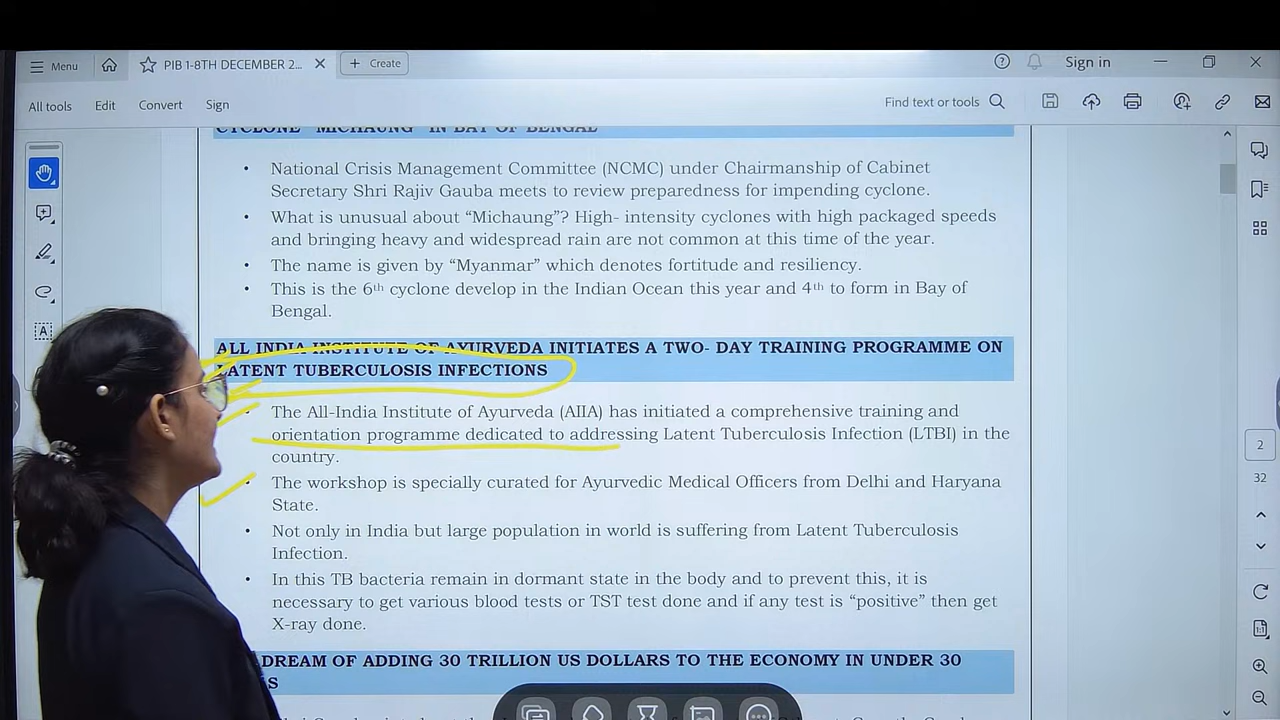 Menu
PIB 1-8TH DECEMBER 2...
Create
Sign in
All tools
Edit
Convert
Sign
Find text or tools
CYCLONE "MICHAUNG" IN BAY OF BENGAL
• National Crisis Management Committee (NCMC) under Chairmanship of Cabinet
Secretary Shri Rajiv Gauba meets to review preparedness for impending cyclone.
• What is unusual about “Michaung”? High- intensity cyclones with high packaged speeds
and bringing heavy and widespread rain are not common at this time of the year.
• The name is given by “Myanmar” which denotes fortitude and resiliency.
• This is the 6th cyclone develop in the Indian Ocean this year and 4th to form in Bay of
Bengal.
ALL INDIA INSTITUTE OF AYURVEDA INITIATES A TWO- DAY TRAINING PROGRAMME ON
LATENT TUBERCULOSIS INFECTIONS
• The All-India Institute of Ayurveda (AIIA) has initiated a comprehensive training and
orientation programme dedicated to addressing Latent Tuberculosis Infection (LTBI) in the
country.
• The workshop is specially curated for Ayurvedic Medical Officers from Delhi and Haryana
State.
• Not only in India but large population in world is suffering from Latent Tuberculosis
Infection.
• In this TB bacteria remain in dormant state in the body and to prevent this, it is
necessary to get various blood tests or TST test done and if any test is “positive” then get
X-ray done.
DREAM OF ADDING 30 TRILLION US DOLLARS TO THE ECONOMY IN UNDER 30
2
32